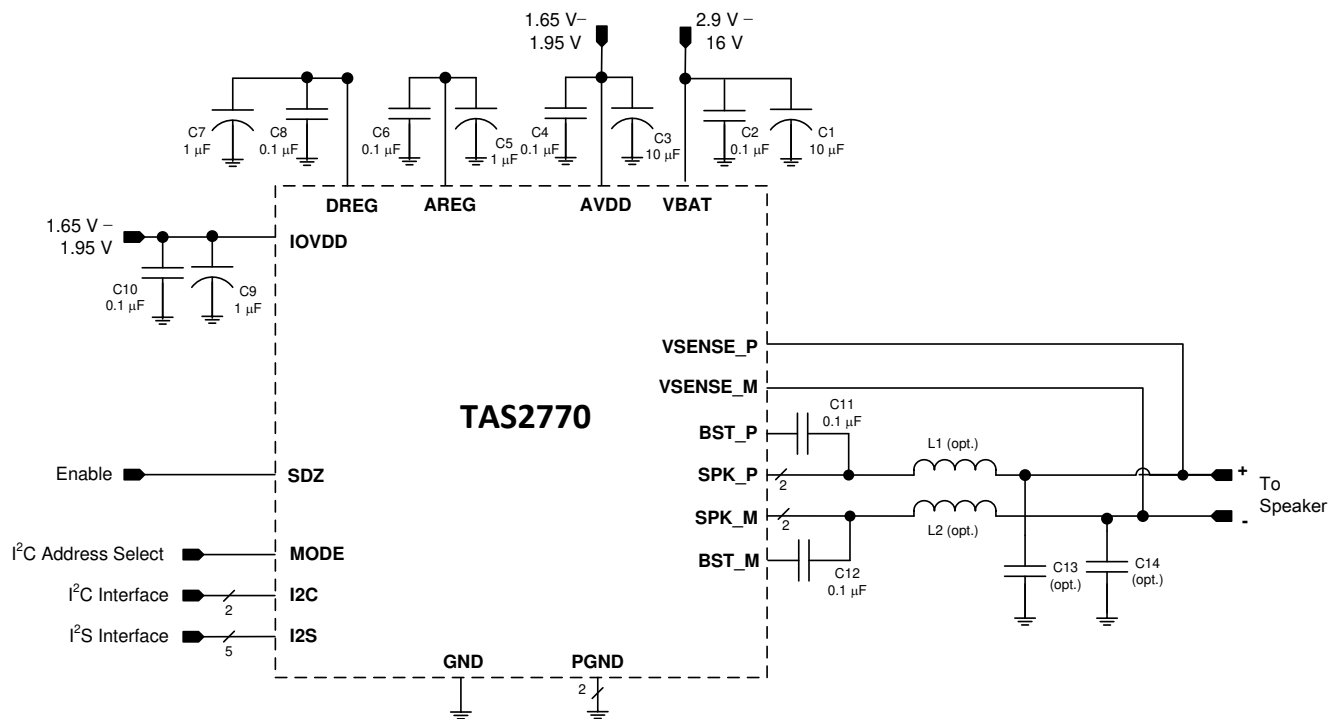 1.65 V–
1.95 V
2.9 V –
16 V
C7
1 µF
C8
0.1 µF
C6
0.1 µF
C5
1 µF
C4
0.1 µF
C3
10 µF
C2
0.1 µF
C1
10 µF
DREG
AREG
AVDD
VBAT
1.65 V –
1.95 V
IOVDD
C10
0.1 µF
C9
1 µF
VSENSE_P
VSENSE_M
TAS2770
C11
0.1 µF
BST_P
L1 (opt.)
Enable
SDZ
SPK_P
2
+
To
Speaker
SPK_M
2
-
L2 (opt.)
I²C Address Select
MODE
BST_M
C12
0.1 µF
C13
(opt.)
C14
(opt.)
I²C Interface
2
I2C
I²S Interface
5
I2S
GND
PGND
2